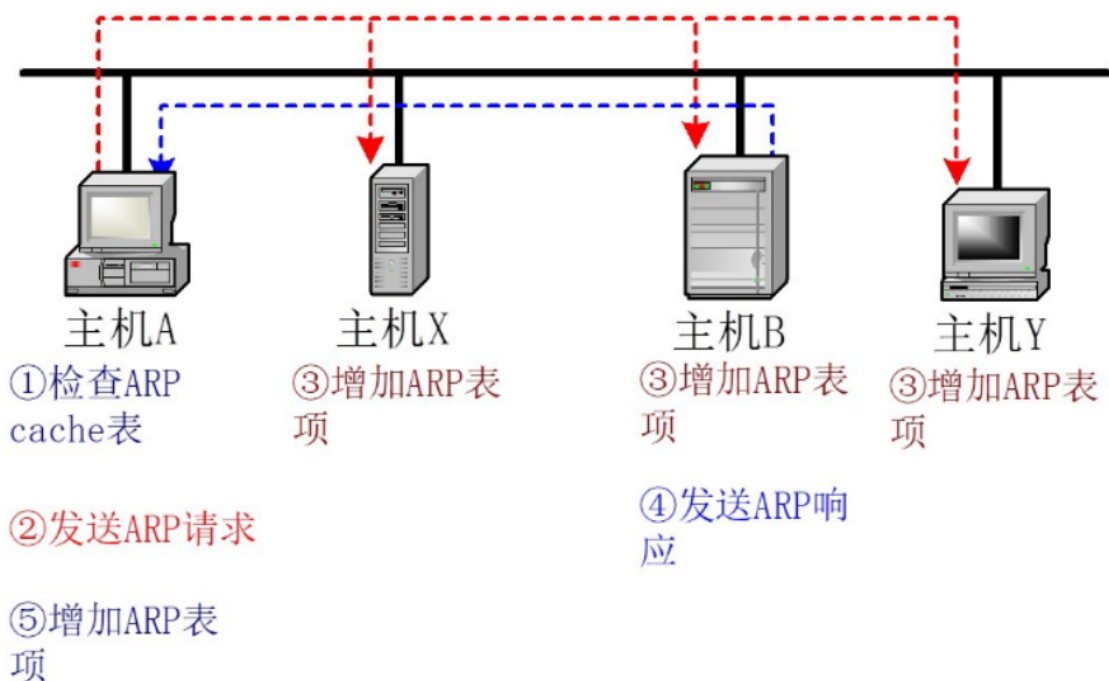 主机A
主机X
主机B
主机Y
①检查ARP
cache表
②发送ARP请求
⑤增加ARP表
项
③增加ARP表
项
③增加ARP表
项
④发送ARP响
应
③增加ARP表
项